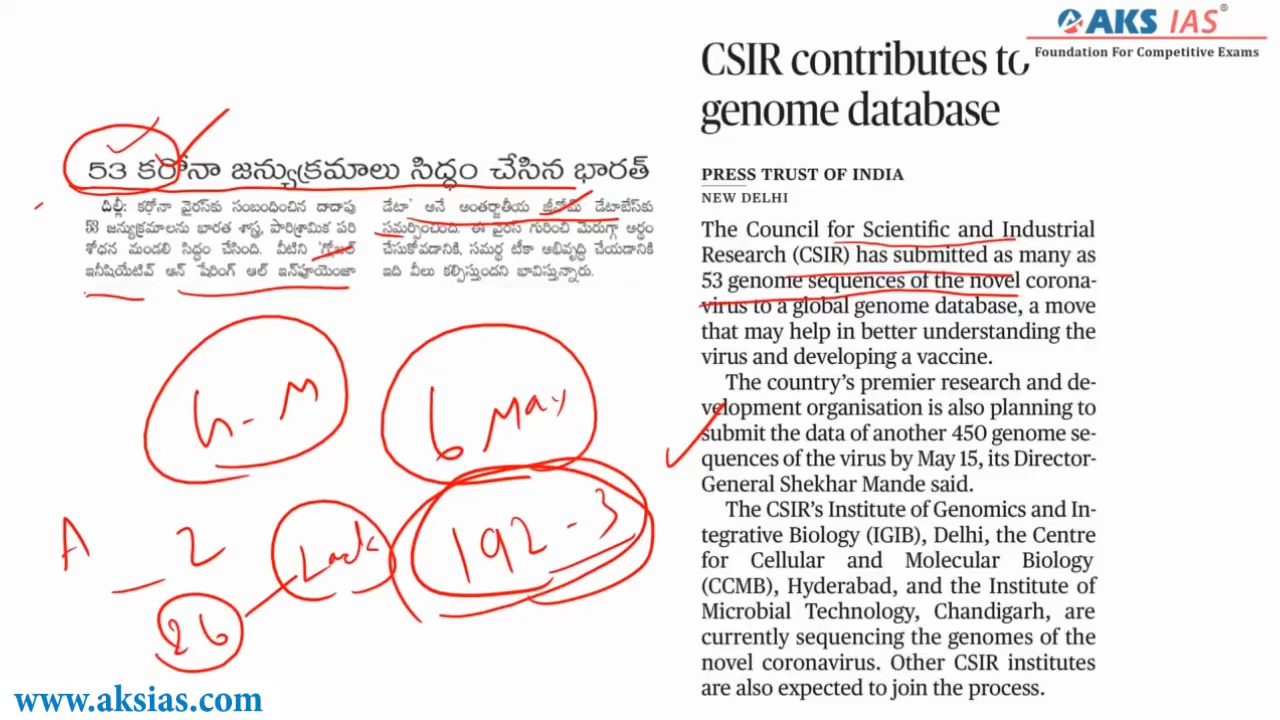 AKS IAS®
Foundation For Competitive Exams
CSIR contributes to
genome database
53 కరోనా జన్యుక్రమాలు సిద్ధం చేసిన భారత్
దిల్లీ: కరోనా వైరస్‌కు సంబంధించిన దాదాపు
53 జన్యుక్రమాలను భారత శాస్త్ర, పారిశ్రామిక పరి
శోధన మండలి సిద్ధం చేసింది. వీటిని 'గ్లోబల్
ఇనీషియేటివ్ ఆన్ షేరింగ్ ఆల్ ఇన్‌ఫ్లూయెంజా
డేటా' అనే అంతర్జాతీయ జీనోమ్ డేటాబేస్‌కు
సమర్పించింది. ఈ వైరస్ గురించి మెరుగ్గా అర్థం
చేసుకోవడానికి, సమర్థ టీకా అభివృద్ధి చేయడానికి
ఇది వీలు కల్పిస్తుందని భావిస్తున్నారు.
PRESS TRUST OF INDIA
NEW DELHI
The Council for Scientific and Industrial
Research (CSIR) has submitted as many as
53 genome sequences of the novel corona-
virus to a global genome database, a move
that may help in better understanding the
virus and developing a vaccine.
The country's premier research and de-
velopment organisation is also planning to
submit the data of another 450 genome se-
quences of the virus by May 15, its Director-
General Shekhar Mande said.
The CSIR's Institute of Genomics and In-
tegrative Biology (IGIB), Delhi, the Centre
for Cellular and Molecular Biology
(CCMB), Hyderabad, and the Institute of
Microbial Technology, Chandigarh, are
currently sequencing the genomes of the
novel coronavirus. Other CSIR institutes
are also expected to join the process.
h-M
6 May
A
2
192-3
26
www.aksias.com